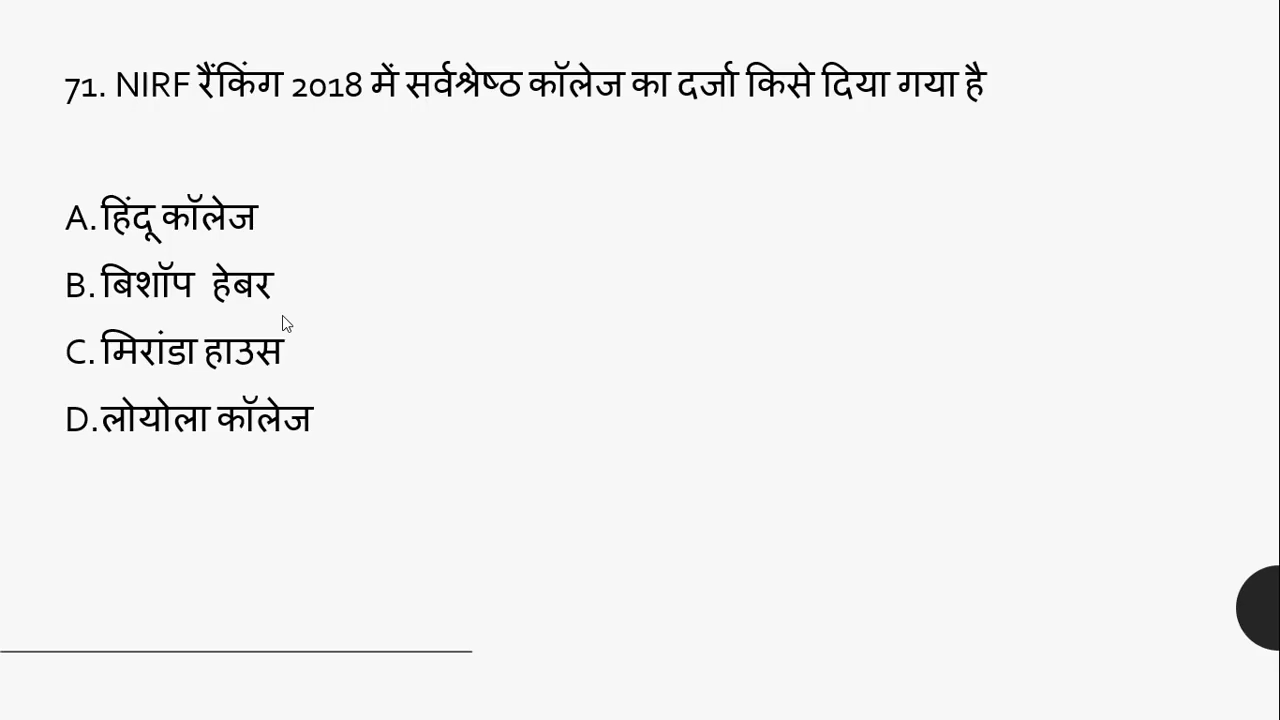 71. NIRF रैंकिंग 2018 में सर्वश्रेष्ठ कॉलेज का दर्जा किसे दिया गया है
A. हिंदू कॉलेज
B. बिशॉप हेबर
C. मिरांडा हाउस
D. लोयोला कॉलेज